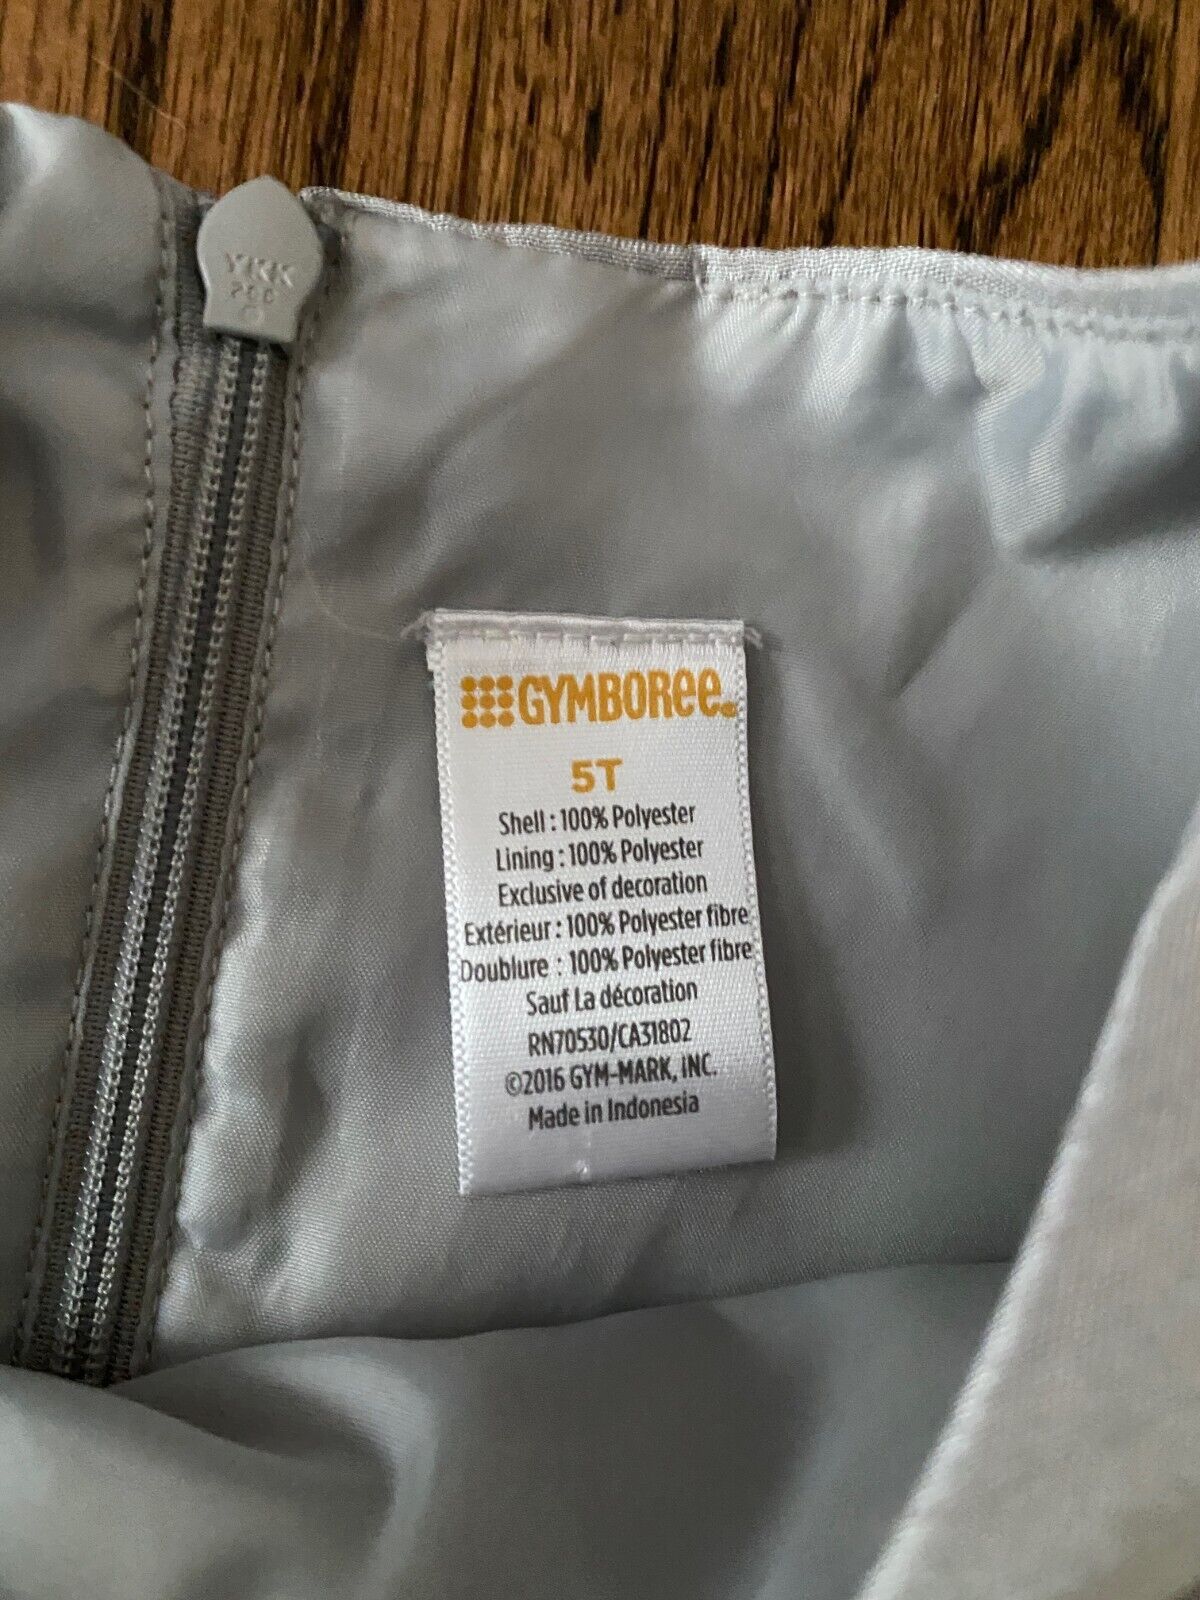 YKK
GYMBOREE®
5T
Shell : 100% Polyester
Lining : 100% Polyester
Exclusive of decoration
Extérieur : 100% Polyester fibre
Doublure : 100% Polyester fibre
Sauf La décoration
RN70530/CA31802
©2016 GYM-MARK, INC.
Made in Indonesia